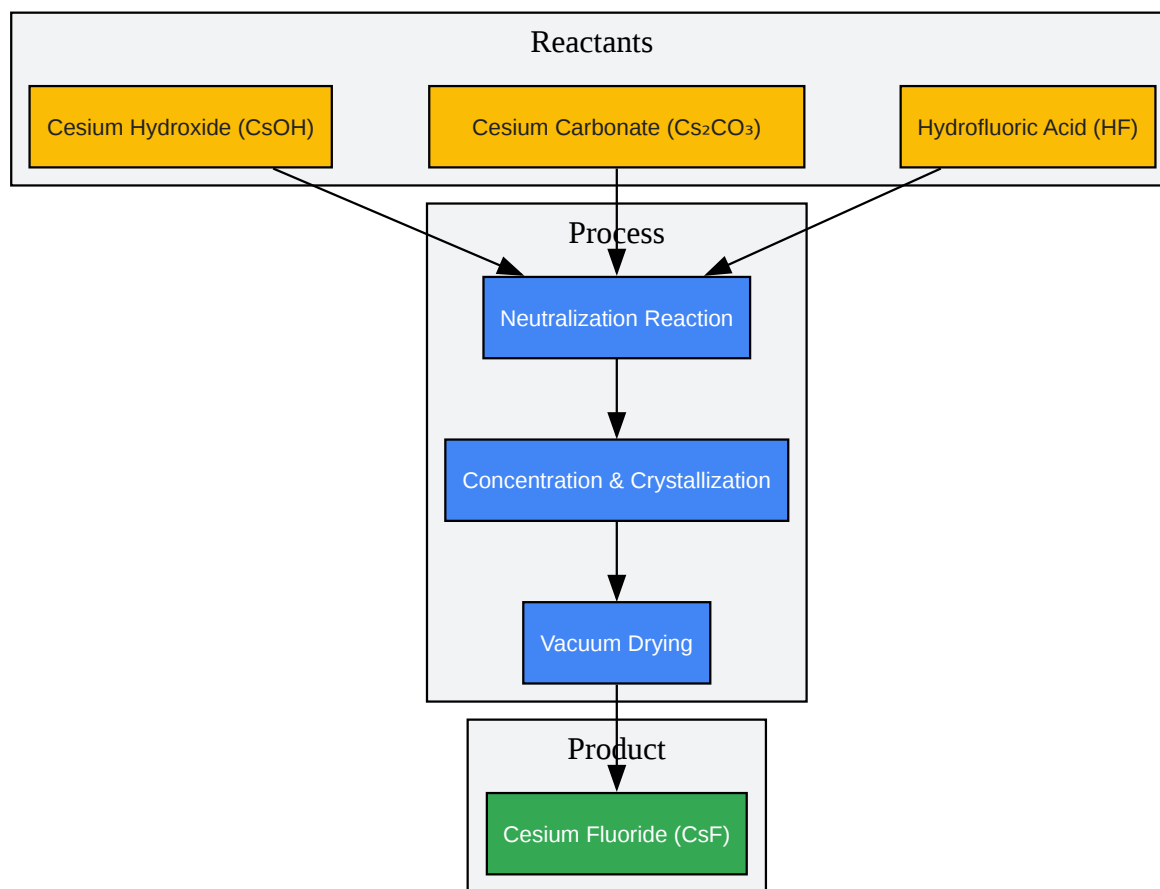 Reactants
Cesium Hydroxide (CsOH)
Cesium Carbonate (Cs₂CO₃)
Hydrofluoric Acid (HF)
Process
Neutralization Reaction
Concentration & Crystallization
Vacuum Drying
Product
Cesium Fluoride (CsF)